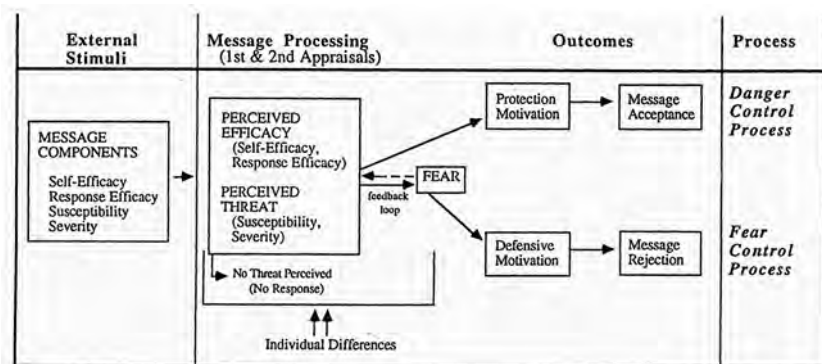 External
Stimuli
Message Processing
(1st & 2nd Appraisals)
Outcomes
Process
MESSAGE
COMPONENTS
Self-Efficacy
Response Efficacy
Susceptibility
Severity
PERCEIVED
EFFICACY
(Self-Efficacy,
Response Efficacy)
PERCEIVED
THREAT
(Susceptibility,
Severity)
No Threat Perceived
(No Response)
Individual Differences
feedback
loop
FEAR
Protection
Motivation
Message
Acceptance
Defensive
Motivation
Message
Rejection
Danger
Control
Process
Fear
Control
Process